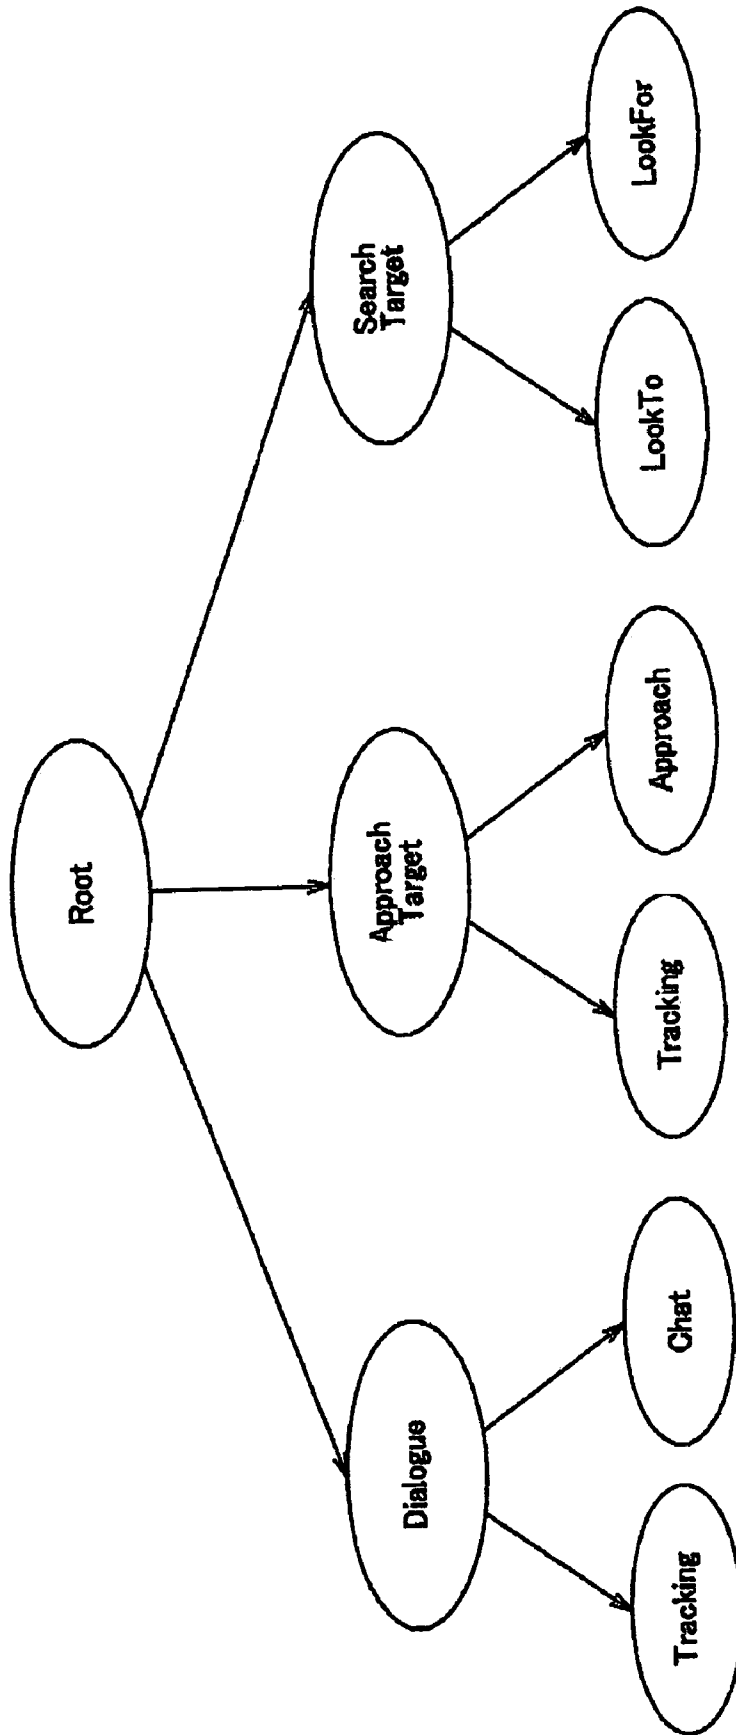 Root
Dialogue
Approach
Target
Search
Target
Tracking
Chat
Tracking
Approach
LookTo
LookFor